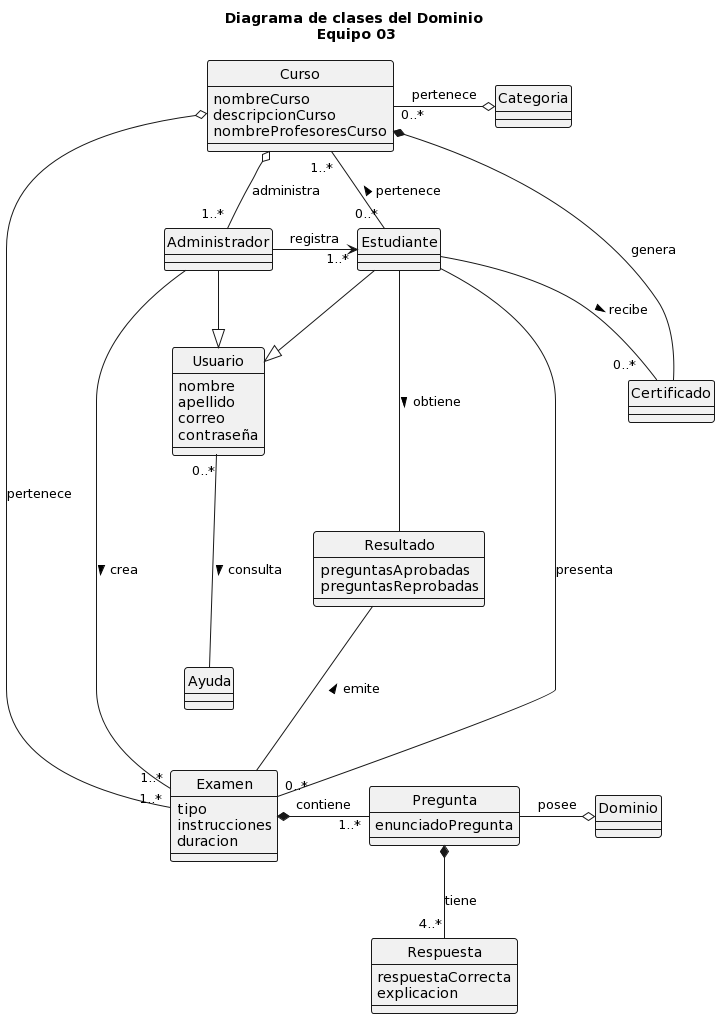 Diagrama de clases del Dominio
Equipo 03
Curso
nombreCurso
descripcionCurso
nombreProfesoresCurso
pertenece
0..*
Categoria
1..*
administra
pertenece
1..*
0..*
Administrador
registra
1..*
Estudiante
genera
recibe
0..*
Certificado
Usuario
nombre
apellido
correo
contraseña
0..*
obtiene
pertenece
Resultado
preguntasAprobadas
preguntasReprobadas
crea
consulta
presenta
Ayuda
emite
1..*
1..*
Examen
tipo
instrucciones
duracion
0..*
contiene
1..*
Pregunta
enunciadoPregunta
posee
Dominio
tiene
4..*
Respuesta
respuestaCorrecta
explicacion